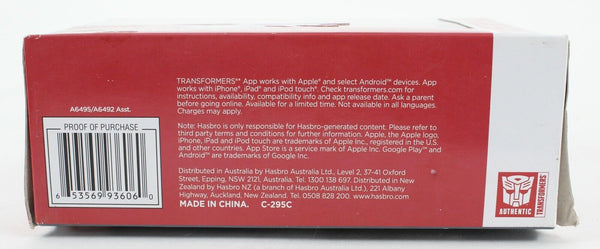 TRANSFORMERS™ App works with Apple® and select Android™ devices. App
works with iPhone®, iPad® and iPod touch®. Check transformers.com for
instructions, availability, compatibility info and app release dates. Ask a parent
before going online. Available for a limited time. Not available in all languages.
Charges may apply.
Note: Hasbro is only responsible for Hasbro-generated content. Please refer to
third party terms and conditions for further information. Apple, the Apple logo,
iPhone, iPad and iPod touch are trademarks of Apple Inc., registered in the U.S.
and other countries. App Store is a service mark of Apple Inc. Google Play™ and
Android™ are trademarks of Google Inc.
Distributed in Australia by Hasbro Australia Ltd., Level 2, 37-41 Oxford
Street, Epping, NSW 2121, Australia. Tel. 1300 138 697. Distributed in New
Zealand by Hasbro NZ (a branch of Hasbro Australia Ltd.), 221 Albany
Highway, Auckland, New Zealand. Tel. 0508 828 200. www.hasbro.com.
MADE IN CHINA. C-295C
A6495/A6492 Asst.
PROOF OF PURCHASE
6 53569 93606 0
TRANSFORMERS
AUTHENTIC